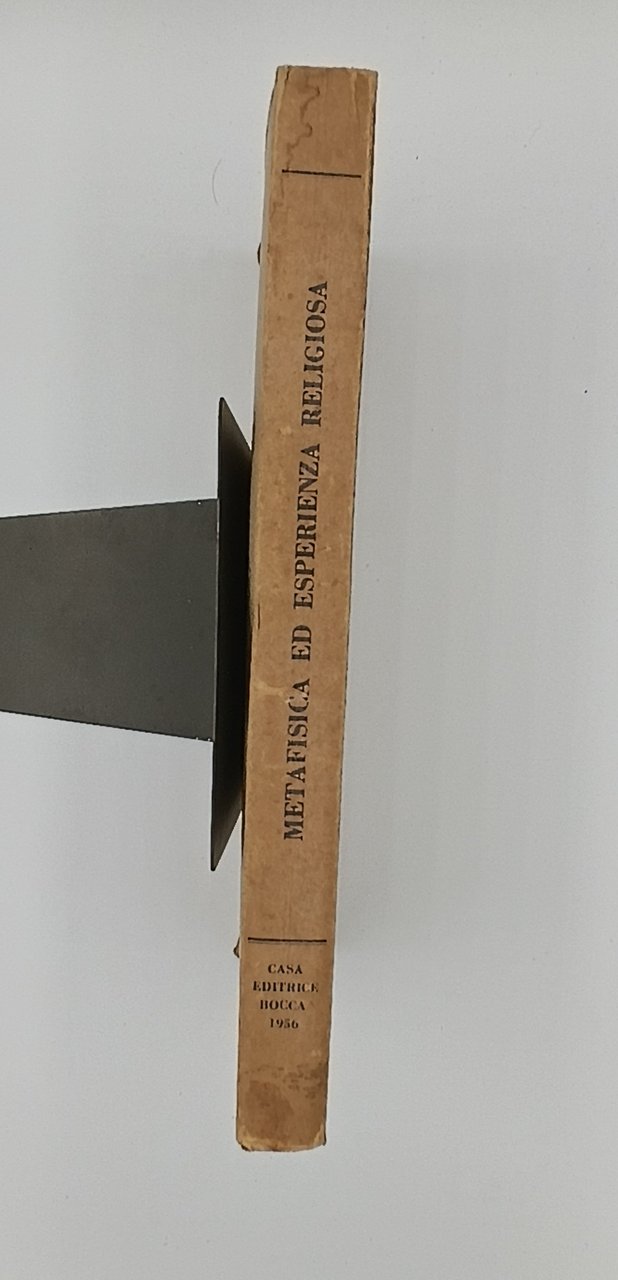 METAFISICA ED ESPERIENZA RELIGIOSA
CASA
EDITRICE
BOCCA
1956